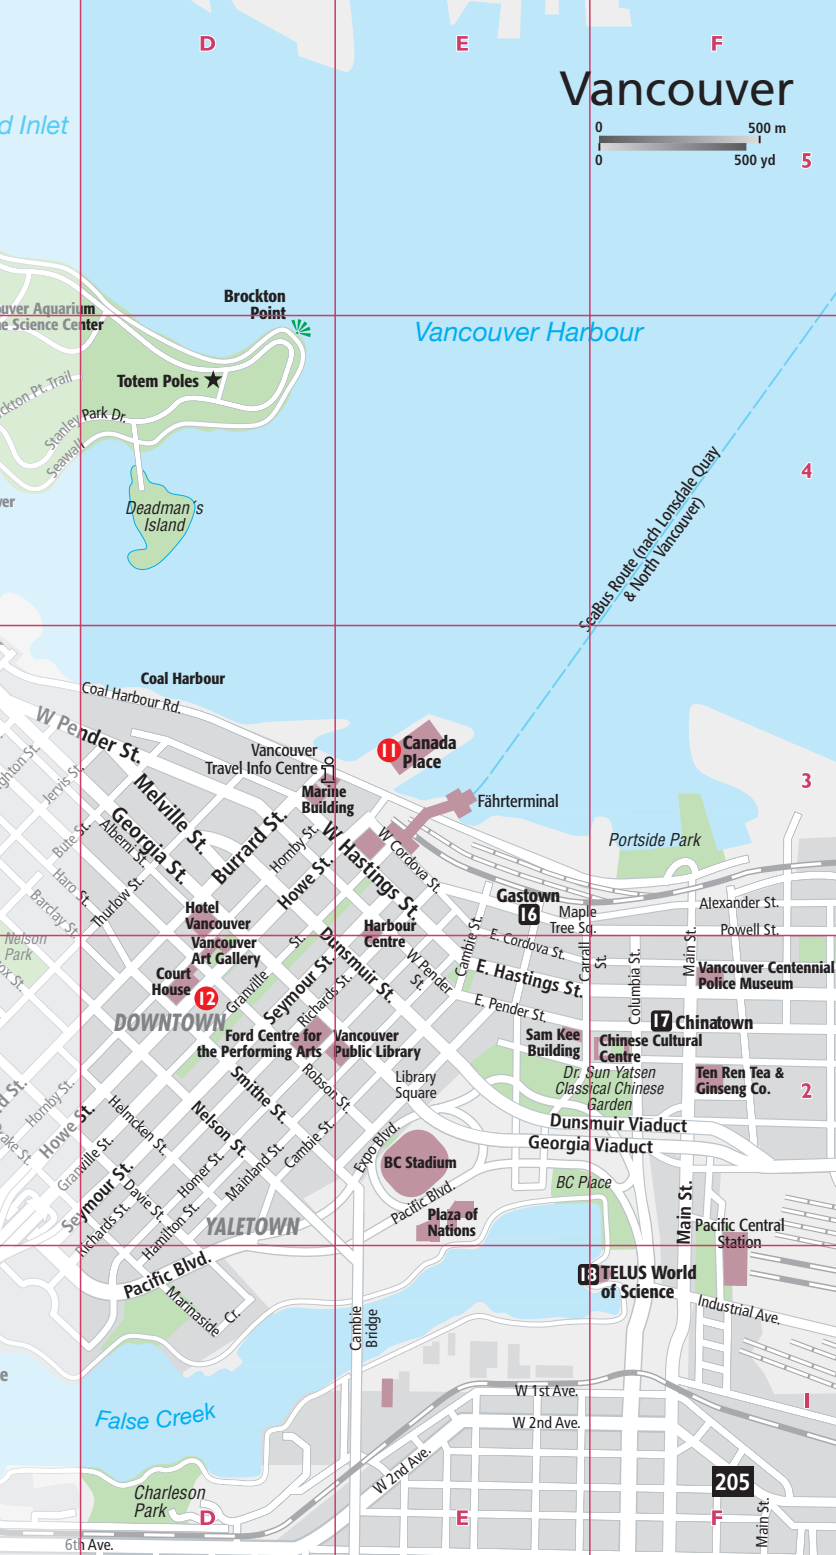 D
E
F
Vancouver
d Inlet
0
500 m
0
500 yd
5
Brockton
Point
ouver Aquarium
e Science Center
Vancouver Harbour
Totem Poles
ckton Pt. Trail
Stanley Park Dr.
Seawall
4
ver
Deadman's
Island
SeaBus Route (nach Lonsdale Quay
& North Vancouver)
Coal Harbour
Coal Harbour Rd.
W Pender St.
11
Canada
Place
Vancouver
Travel Info Centre
3
ghton St.
Jervis St.
Melville St.
Marine
Building
Fährterminal
Georgia St.
Burrard St.
Bute St.
Alberni St.
Hornby St.
W Hastings St.
W Cordova St.
Portside Park
Haro St.
Thurlow St.
Howe St.
Barclay St.
Gastown
16
Maple
Tree Sq.
Alexander St.
Hotel
Vancouver
Powell St.
Harbour
Centre
Nelson
Park
Vancouver
Art Gallery
Granville St.
Dunsmuir St.
Cambie St.
E. Cordova St.
Carrall St.
Main St.
Court
House
12
Seymour St.
W Pender
St.
E. Hastings St.
Columbia St.
Vancouver Centennial
Police Museum
ox St.
Richards St.
E. Pender St.
DOWNTOWN
17
Chinatown
Ford Centre for
the Performing Arts
Vancouver
Public Library
Sam Kee
Building
Chinese Cultural
Centre
Smithe St.
Robson St.
Library
Square
Dr. Sun Yatsen
Classical Chinese
Garden
Ten Ren Tea &
Ginseng Co.
2
rd St.
Hornby St.
Howe St.
Helmcken St.
Nelson St.
Dunsmuir Viaduct
Georgia Viaduct
rake St.
Granville St.
Homer St.
Mainland St.
Cambie St.
Expo Blvd.
BC Stadium
Seymour St.
Davie St.
BC Place
Richards St.
Hamilton St.
YALETOWN
Pacific Blvd.
Plaza of
Nations
Main St.
Pacific Central
Station
Pacific Blvd.
18
TELUS World
of Science
Marinaside Cr.
Cambie
Bridge
Industrial Ave.
e
W 1st Ave.
1
False Creek
W 2nd Ave.
W 2nd Ave.
205
Charleson
Park
Main St.
D
E
F
6th Ave.